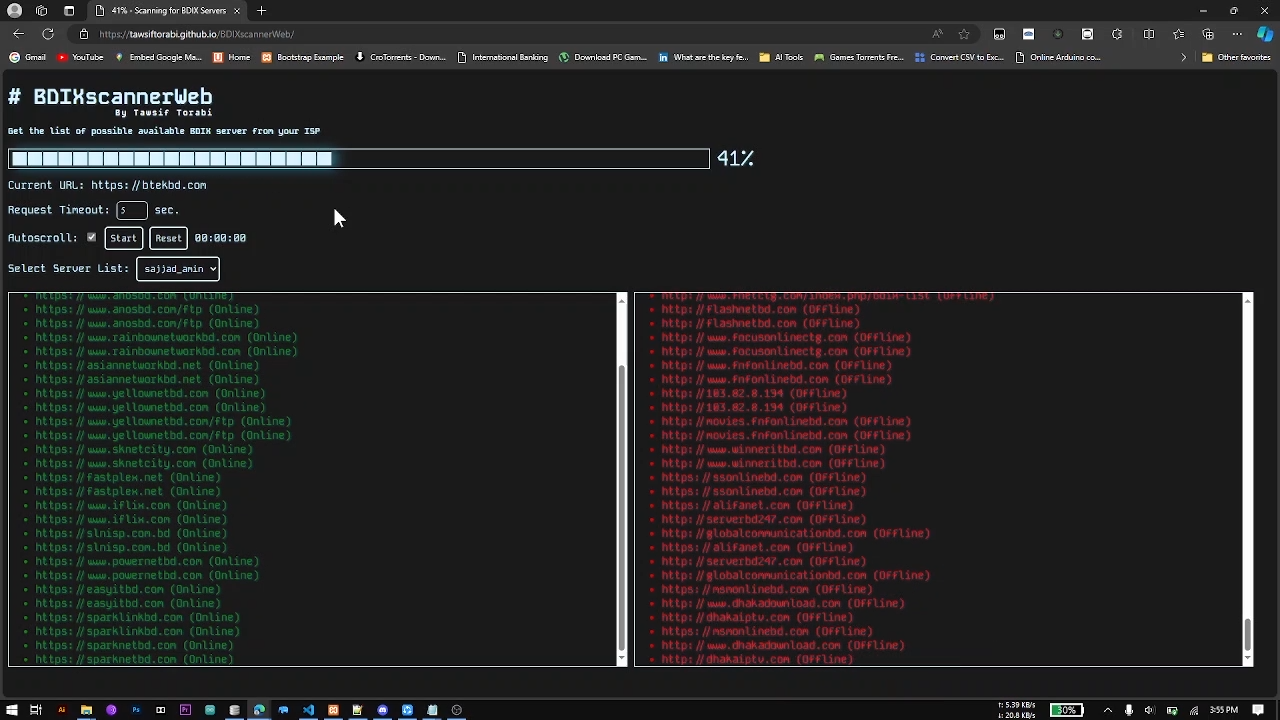 41% - Scanning for BDIX Servers
https://tawsiftorabi.github.io/BDIXscannerWeb/
Gmail YouTube Embed Google Ma... Home Bootstrap Example CroTorrents: Down... International Banking Download PC Gam... What are the key fe... AI Tools Games Torrents Fre... Convert CSV to Exc... Online Arduino co... Other favorites
# BDIXscannerWeb
By Tawsif Torabi
Get the list of possible available BDIX server from your ISP
41%
Current URL: https://btekbd.com
Request Timeout: 5 sec.
Autoscroll: Start Reset 00:00:00
Select Server List: sajjad_amin
https://www.anosbd.com (Online)
https://www.anosbd.com/ftp (Online)
https://www.anosbd.com/ftp (Online)
https://www.rainbownetworkbd.com (Online)
https://www.rainbownetworkbd.com (Online)
https://asiannetworkbd.net (Online)
https://asiannetworkbd.net (Online)
https://www.yellownetbd.com (Online)
https://www.yellownetbd.com (Online)
https://www.yellownetbd.com/ftp (Online)
https://www.yellownetbd.com/ftp (Online)
https://www.sknetcity.com (Online)
https://www.sknetcity.com (Online)
https://fastplex.net (Online)
https://fastplex.net (Online)
https://www.iflix.com (Online)
https://www.iflix.com (Online)
https://slnisp.com.bd (Online)
https://slnisp.com.bd (Online)
https://www.powernetbd.com (Online)
https://www.powernetbd.com (Online)
https://easyitbd.com (Online)
https://easyitbd.com (Online)
https://sparklinkbd.com (Online)
https://sparklinkbd.com (Online)
https://sparknetbd.com (Online)
https://sparknetbd.com (Online)
http://www.fnetctg.com/index.php/bdix-list (Offline)
http://flashnetbd.com (Offline)
http://flashnetbd.com (Offline)
http://www.focusonlinectg.com (Offline)
http://www.focusonlinectg.com (Offline)
http://www.fnfonlinebd.com (Offline)
http://www.fnfonlinebd.com (Offline)
http://103.82.8.194 (Offline)
http://103.82.8.194 (Offline)
http://movies.fnfonlinebd.com (Offline)
http://movies.fnfonlinebd.com (Offline)
http://www.winneritbd.com (Offline)
http://www.winneritbd.com (Offline)
https://ssonlinebd.com (Offline)
https://ssonlinebd.com (Offline)
https://alifanet.com (Offline)
http://serverbd247.com (Offline)
http://globalcommunicationbd.com (Offline)
https://alifanet.com (Offline)
http://serverbd247.com (Offline)
http://globalcommunicationbd.com (Offline)
https://msmonlinebd.com (Offline)
http://www.dhakadownload.com (Offline)
http://dhakaiptv.com (Offline)
https://msmonlinebd.com (Offline)
http://www.dhakadownload.com (Offline)
http://dhakaiptv.com (Offline)
↑: 5.39 KB/s
↓: 20.8 KB/s
30%
3:55 PM